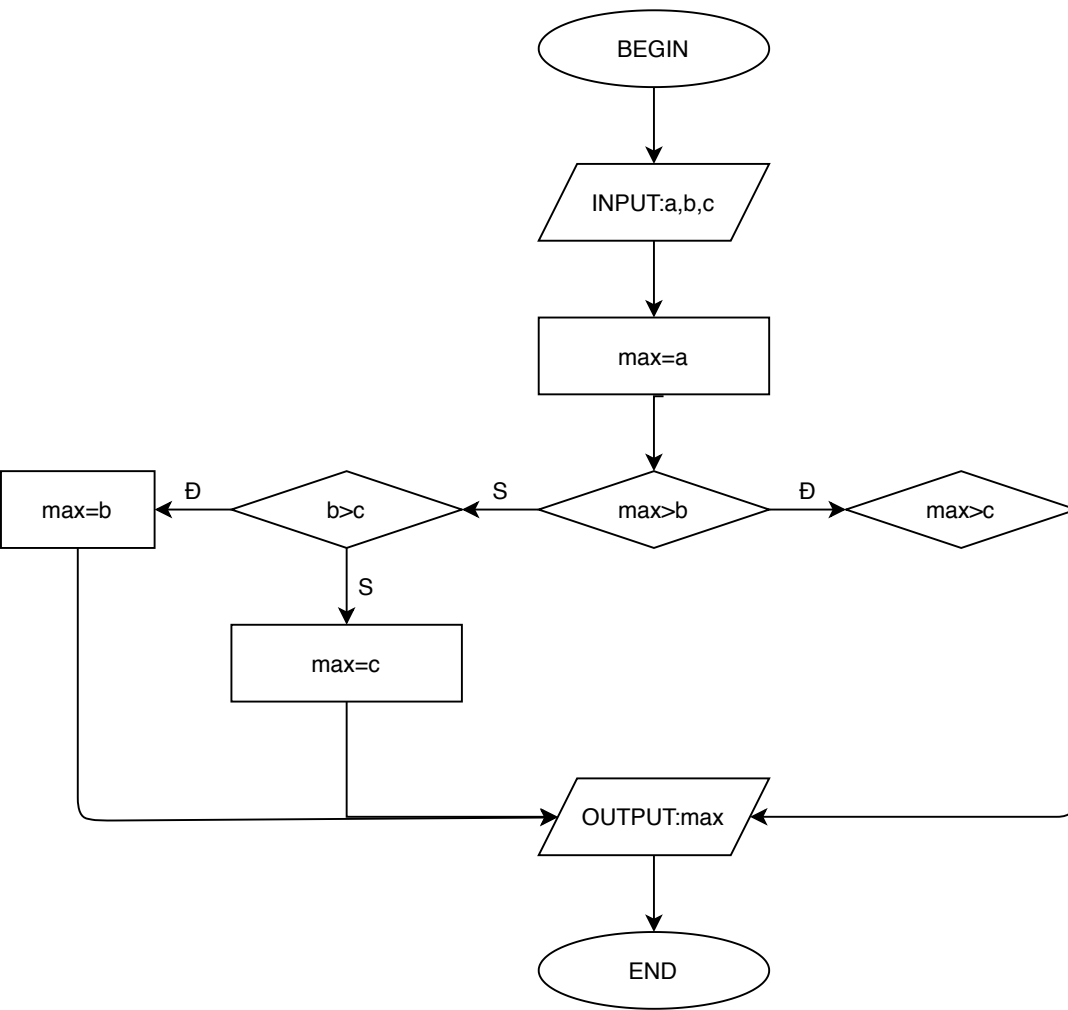 BEGIN
INPUT:a,b,c
max=a
max=b
Đ
b>c
S
max>b
Đ
max>c
S
max=c
OUTPUT:max
END